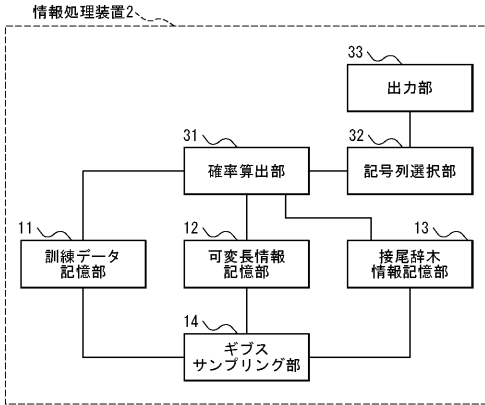 情報処理装置2
33
出力部
31
32
確率算出部
記号列選択部
11
12
13
訓練データ
記憶部
可変長情報
記憶部
接尾辞木
情報記憶部
14
ギブス
サンプリング部